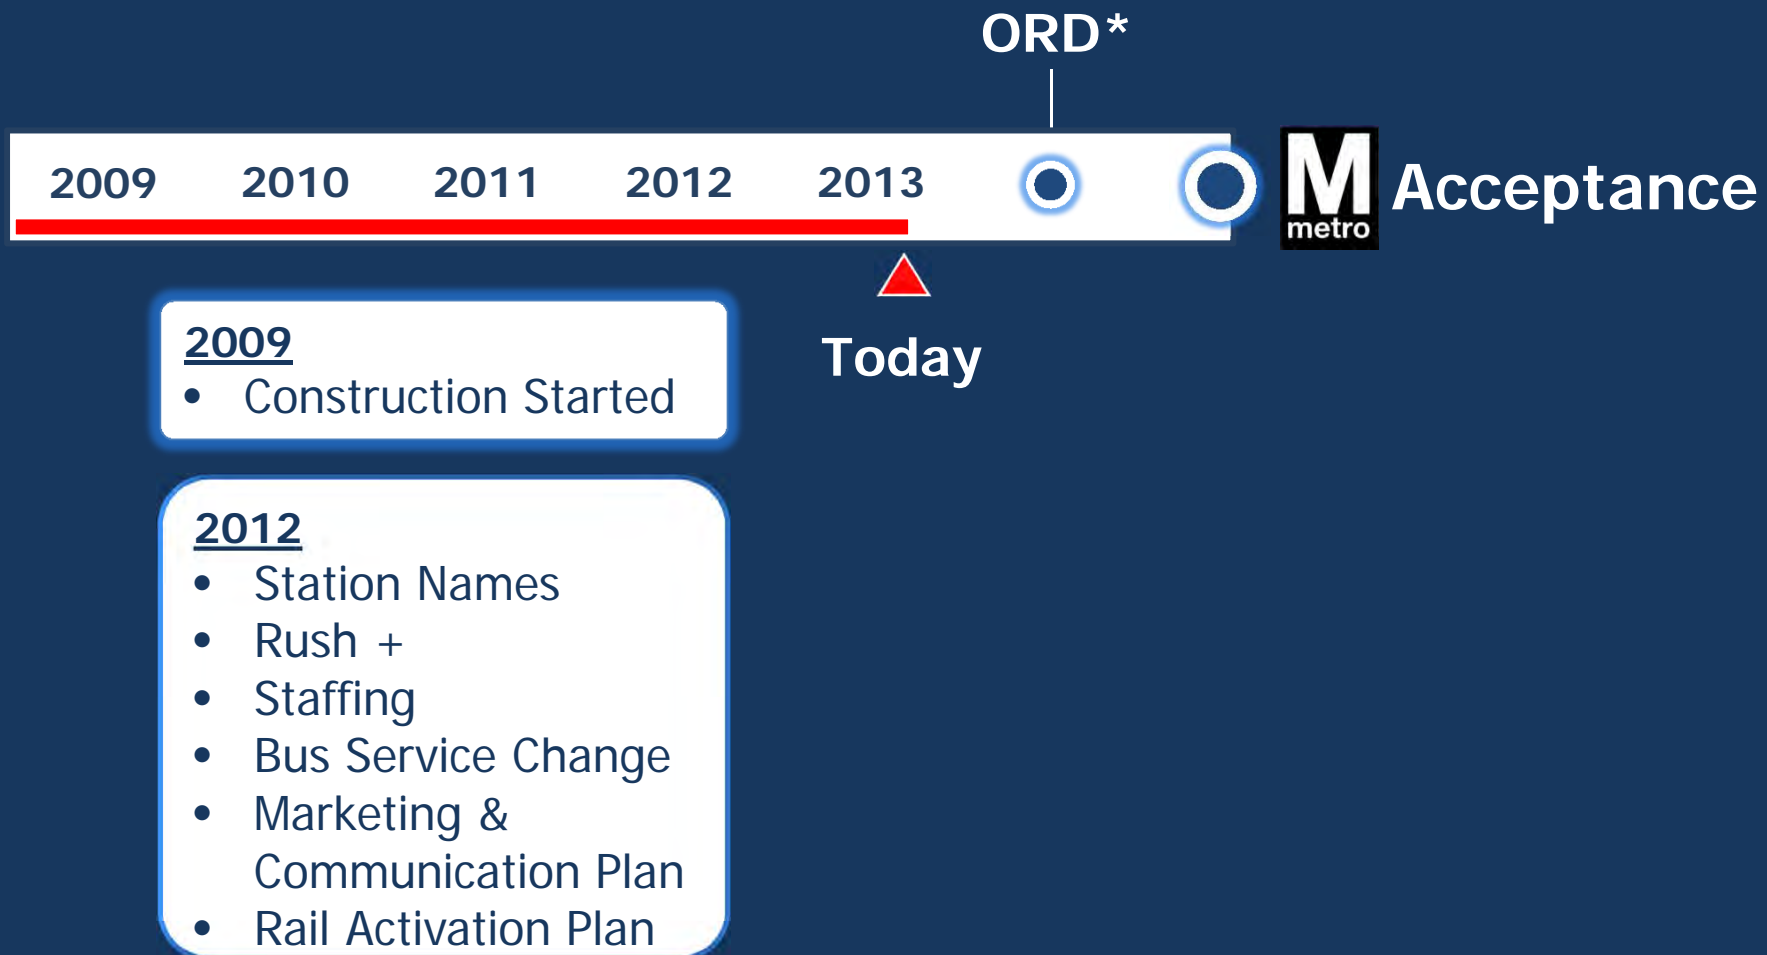 ORD*
2009 2010 2011 2012 2013
M
metro
Acceptance
Today
2009
• Construction Started
2012
• Station Names
• Rush +
• Staffing
• Bus Service Change
• Marketing &
Communication Plan
• Rail Activation Plan